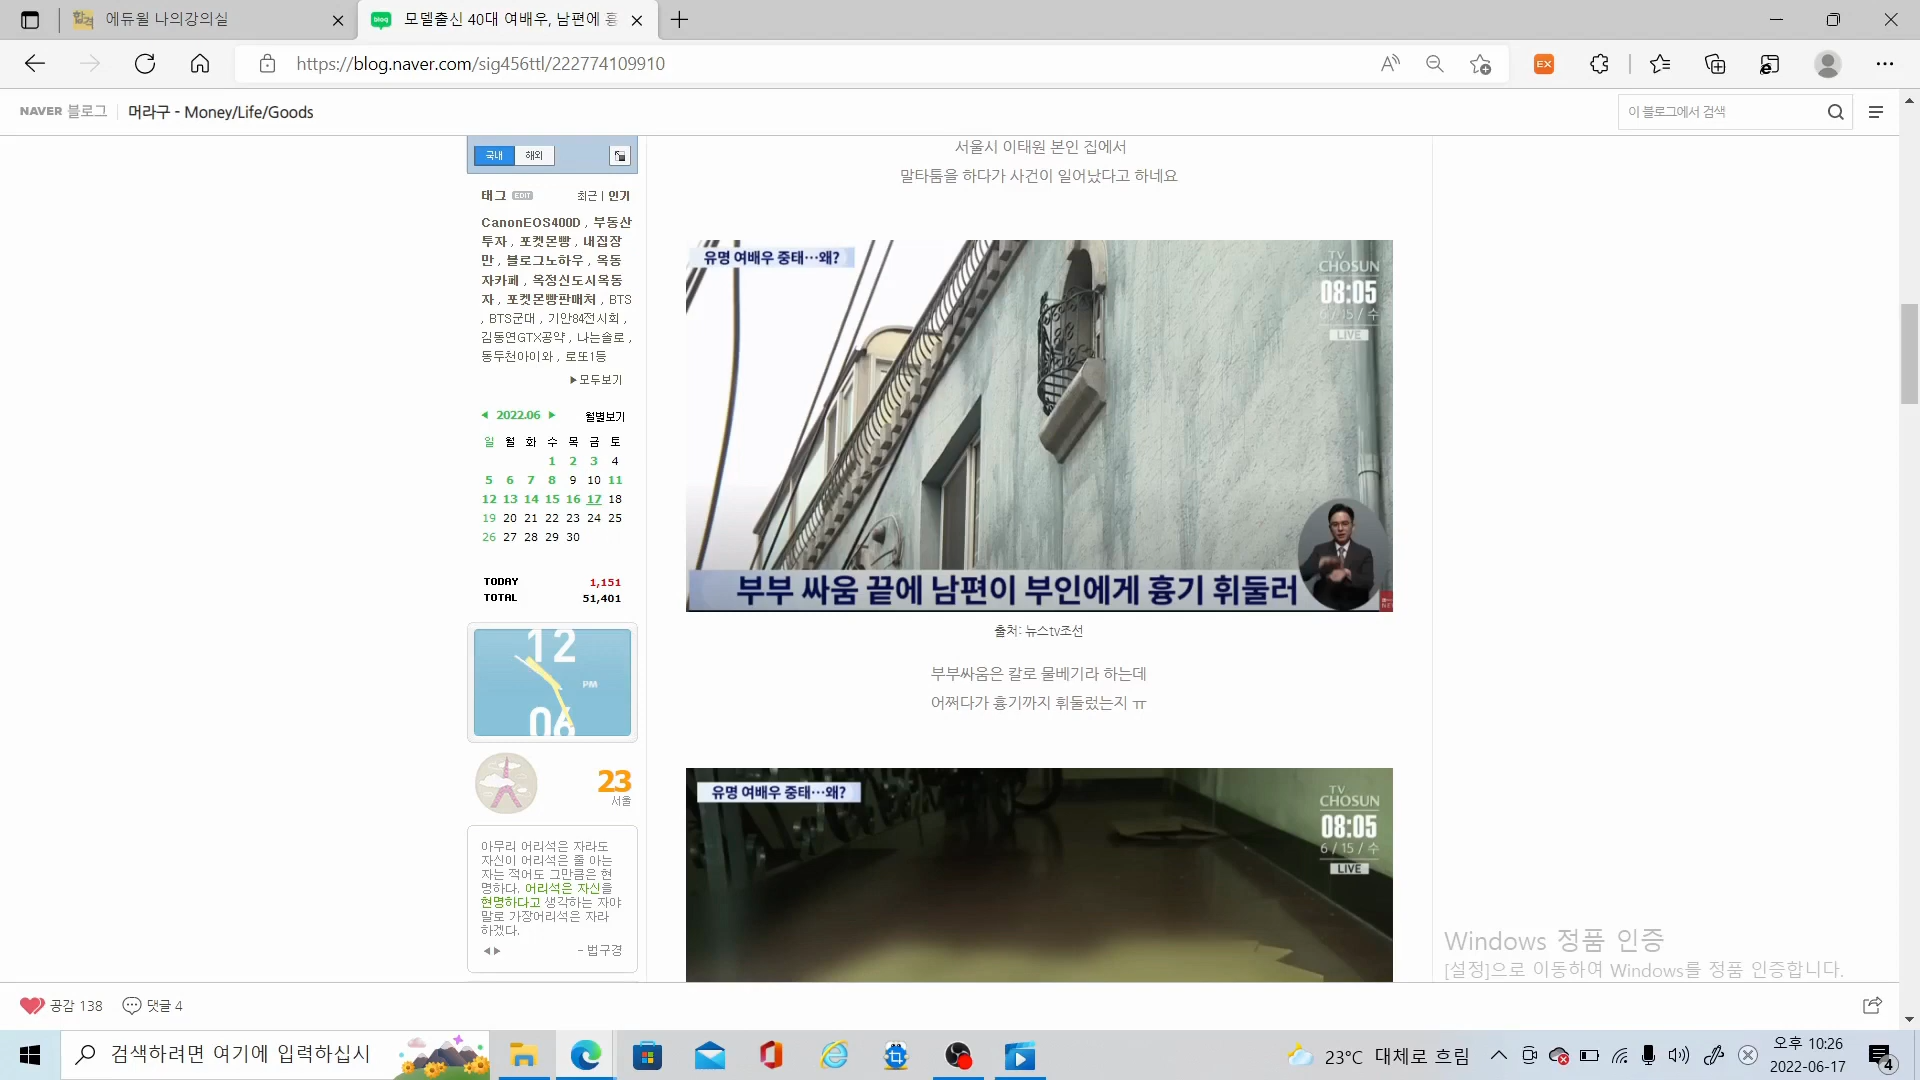 에듀윌 나의강의실
모델출신 40대 여배우, 남편에 흉
https://blog.naver.com/sig456ttl/222774109910
EX
NAVER 블로그
머라구 - Money/Life/Goods
이 블로그에서 검색
국내 해외
태그 EDIT 최근 | 인기
CanonEOS400D , 부동산
투자 , 포켓몬빵 , 내집장
만 , 블로그노하우 , 옥동
자카페 , 옥정신도시옥동
자 , 포켓몬빵판매처 , BTS
, BTS군대 , 기안84전시회 ,
김동연GTX공약 , 나는솔로 ,
동두천아이와 , 로또1등
▶모두보기
◀ 2022.06 ▶ 월별보기
일 월 화 수 목 금 토
1 2 3 4
5 6 7 8 9 10 11
12 13 14 15 16 17 18
19 20 21 22 23 24 25
26 27 28 29 30
TODAY 1,151
TOTAL 51,401
12
PM
06
23
서울
아무리 어리석은 자라도
자신이 어리석은 줄 아는
자는 적어도 그만큼은 현
명하다. 어리석은 자신을
현명하다고 생각하는 자야
말로 가장어리석은 자라
하겠다.
◀▶ - 법구경
서울시 이태원 본인 집에서
말타툼을 하다가 사건이 일어났다고 하네요
유명 여배우 중태…왜?
TV
CHOSUN
08:05
6 / 15 / 수
LIVE
부부 싸움 끝에 남편이 부인에게 흉기 휘둘러
출처: 뉴스tv조선
부부싸움은 칼로 물베기라 하는데
어쩌다가 흉기까지 휘둘렀는지 ㅠ
유명 여배우 중태…왜?
TV
CHOSUN
08:05
6 / 15 / 수
LIVE
Windows 정품 인증
[설정]으로 이동하여 Windows를 정품 인증합니다.
공감 138 댓글 4
검색하려면 여기에 입력하십시
23°C 대체로 흐림
오후 10:26
2022-06-17
4